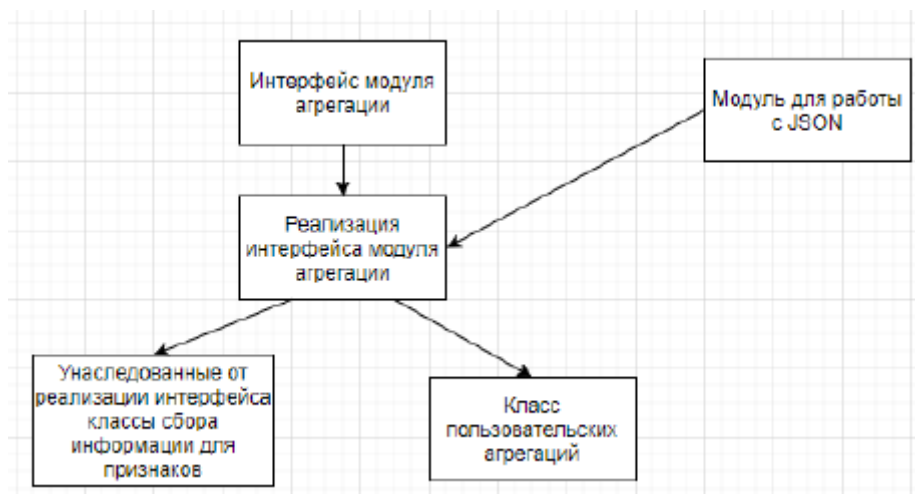 Интерфейс модуля
агрегации
Модуль для работы
с JSON
Реализация
интерфейса модуля
агрегации
Унаследованные от
реализации интерфейса
классы сбора
информации для
признаков
Класс
пользовательских
агрегаций